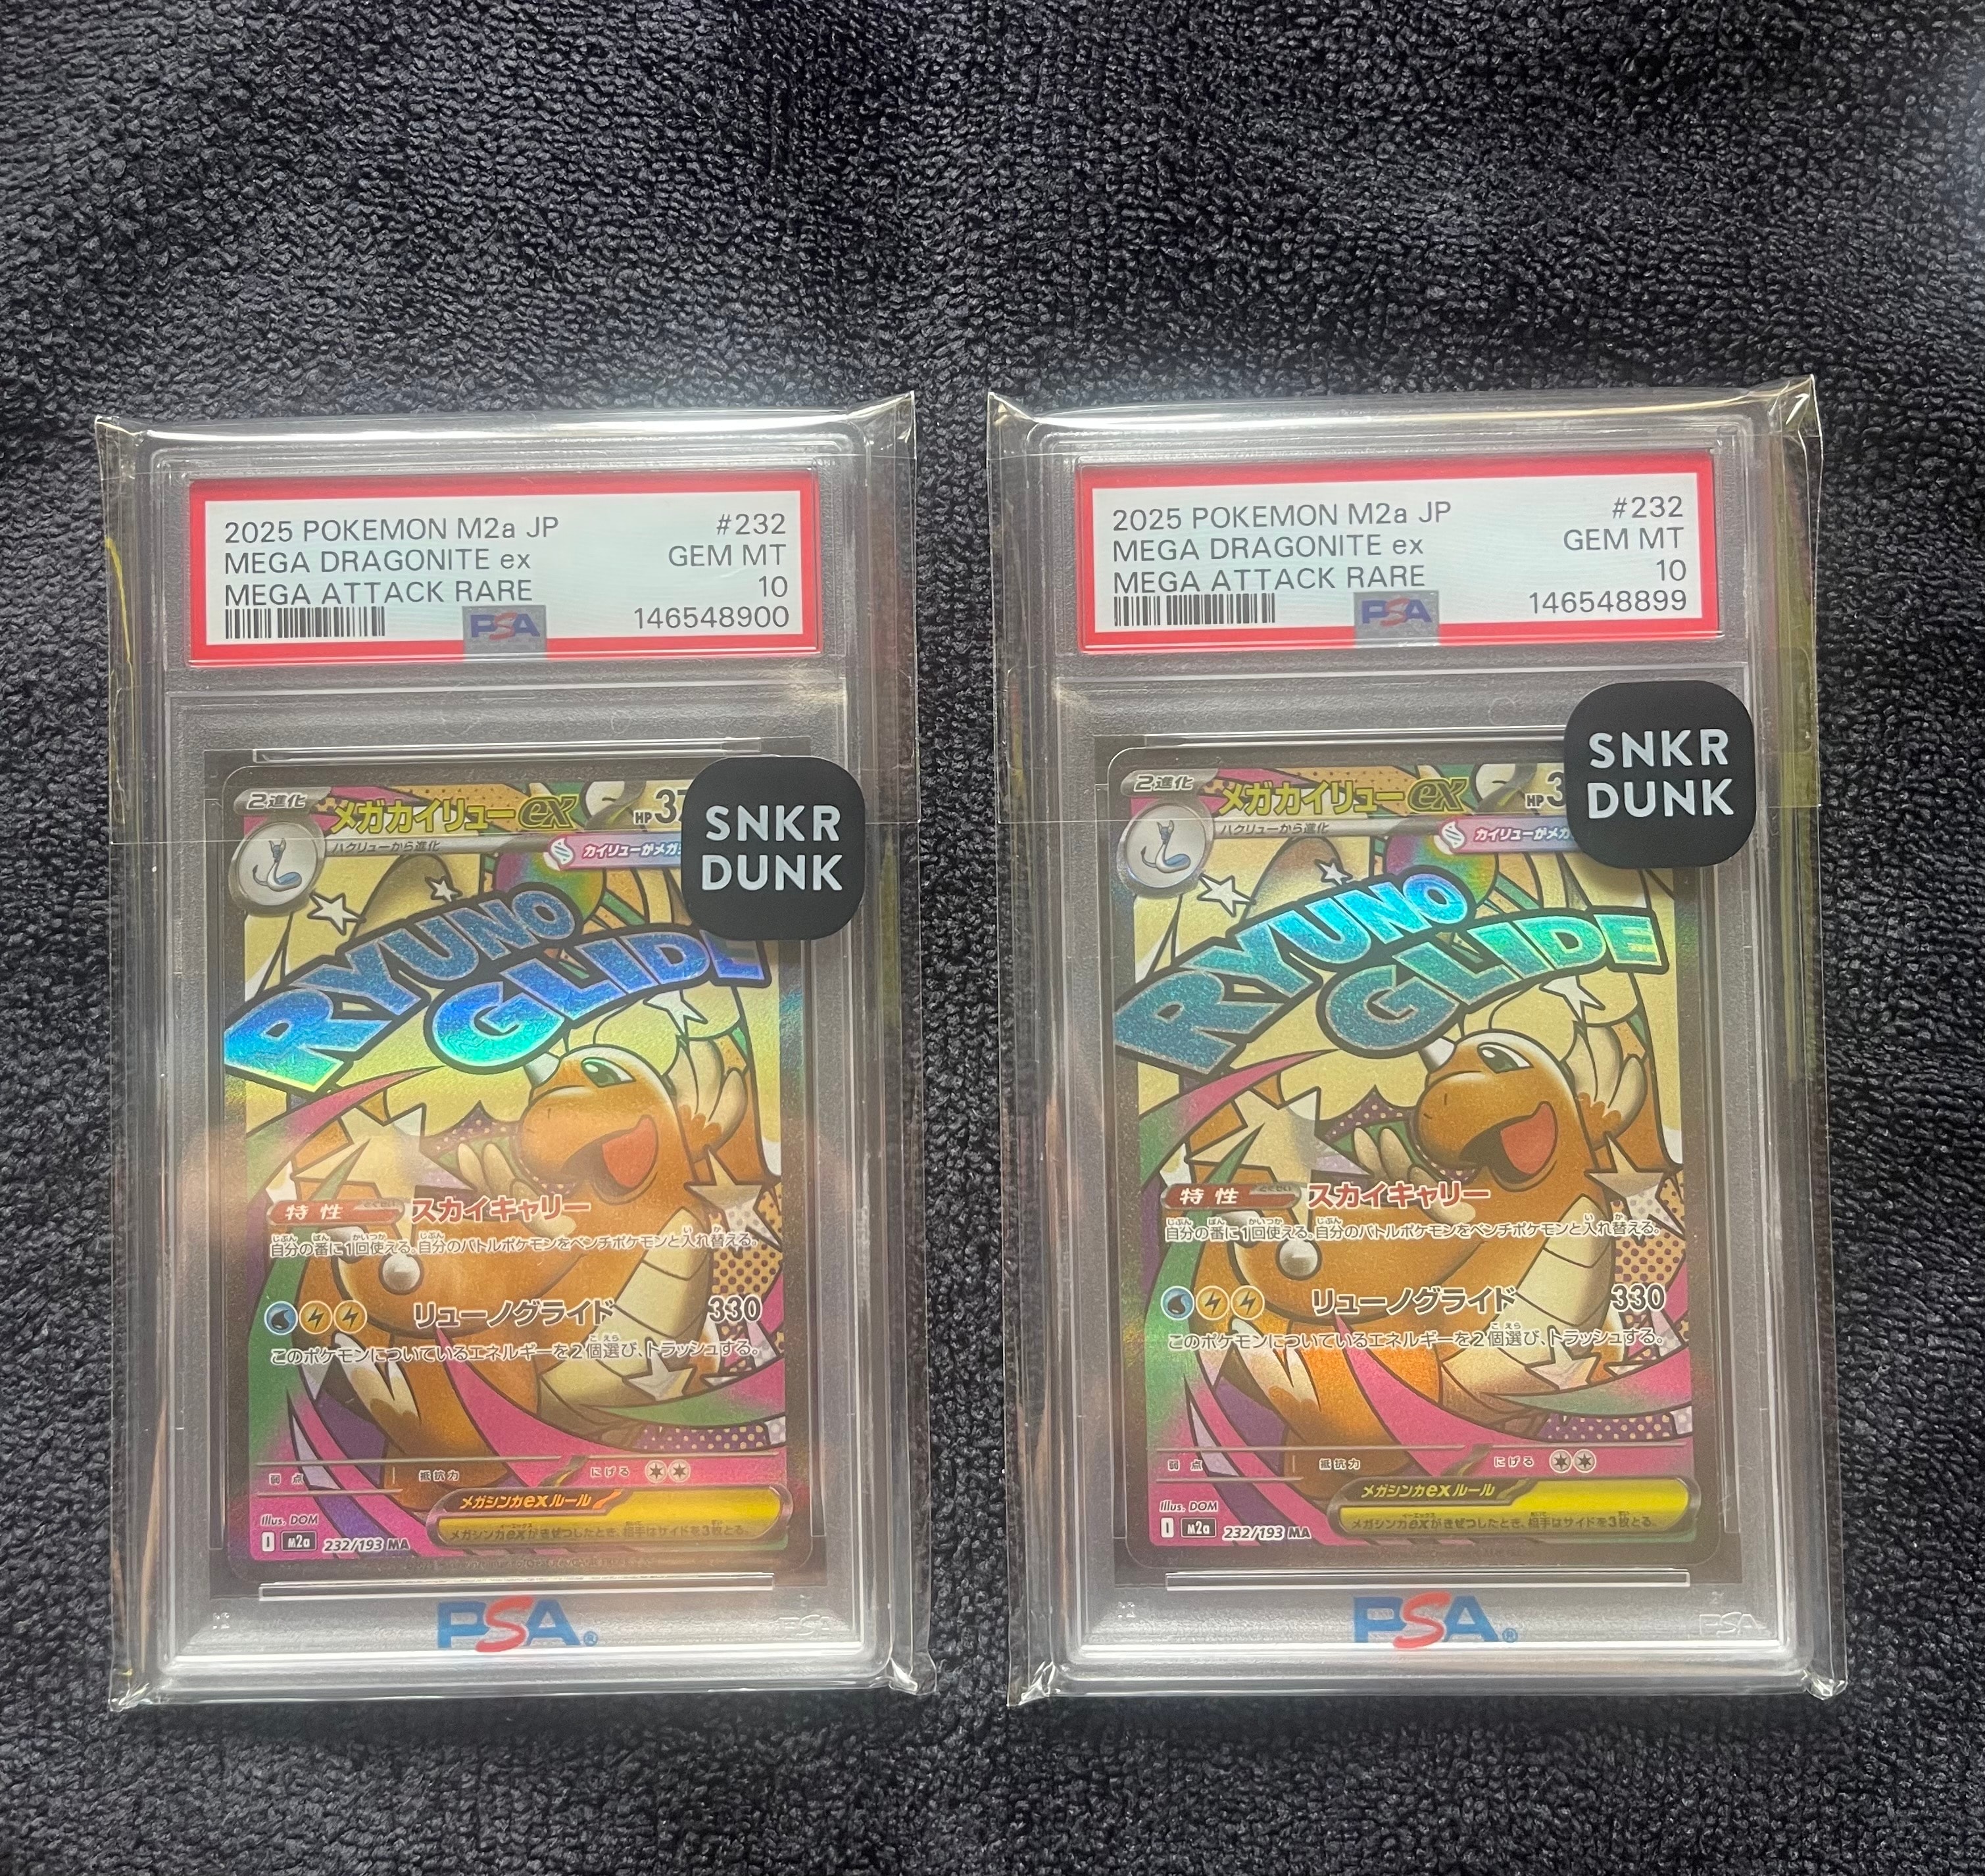 2025 POKEMON M2a JP #232
MEGA DRAGONITE ex GEM MT
MEGA ATTACK RARE 10
PSA 146548900
SNKR
DUNK
2進化
メガカイリューex HP 37
ハクリューから進化
カイリューがメガ
RYUNO
GLIDE
特性 スカイキャリー
自分の番に1回使える。自分のバトルポケモンをベンチポケモンと入れ替える。
リューノグライド 330
このポケモンについているエネルギーを2個選び、トラッシュする。
弱点 抵抗力 にげる
メガシンカexルール
メガシンカexがきぜつしたとき、相手はサイドを3枚とる。
Illus. DOM
I m2a 232/193 MA
PSA®
2025 POKEMON M2a JP #232
MEGA DRAGONITE ex GEM MT
MEGA ATTACK RARE 10
PSA 146548899
SNKR
DUNK
2進化
メガカイリューex HP 3
ハクリューから進化
カイリューがメガ
RYUNO
GLIDE
特性 スカイキャリー
自分の番に1回使える。自分のバトルポケモンをベンチポケモンと入れ替える。
リューノグライド 330
このポケモンについているエネルギーを2個選び、トラッシュする。
弱点 抵抗力 にげる
メガシンカexルール
メガシンカexがきぜつしたとき、相手はサイドを3枚とる。
Illus. DOM
I m2a 232/193 MA
PSA®